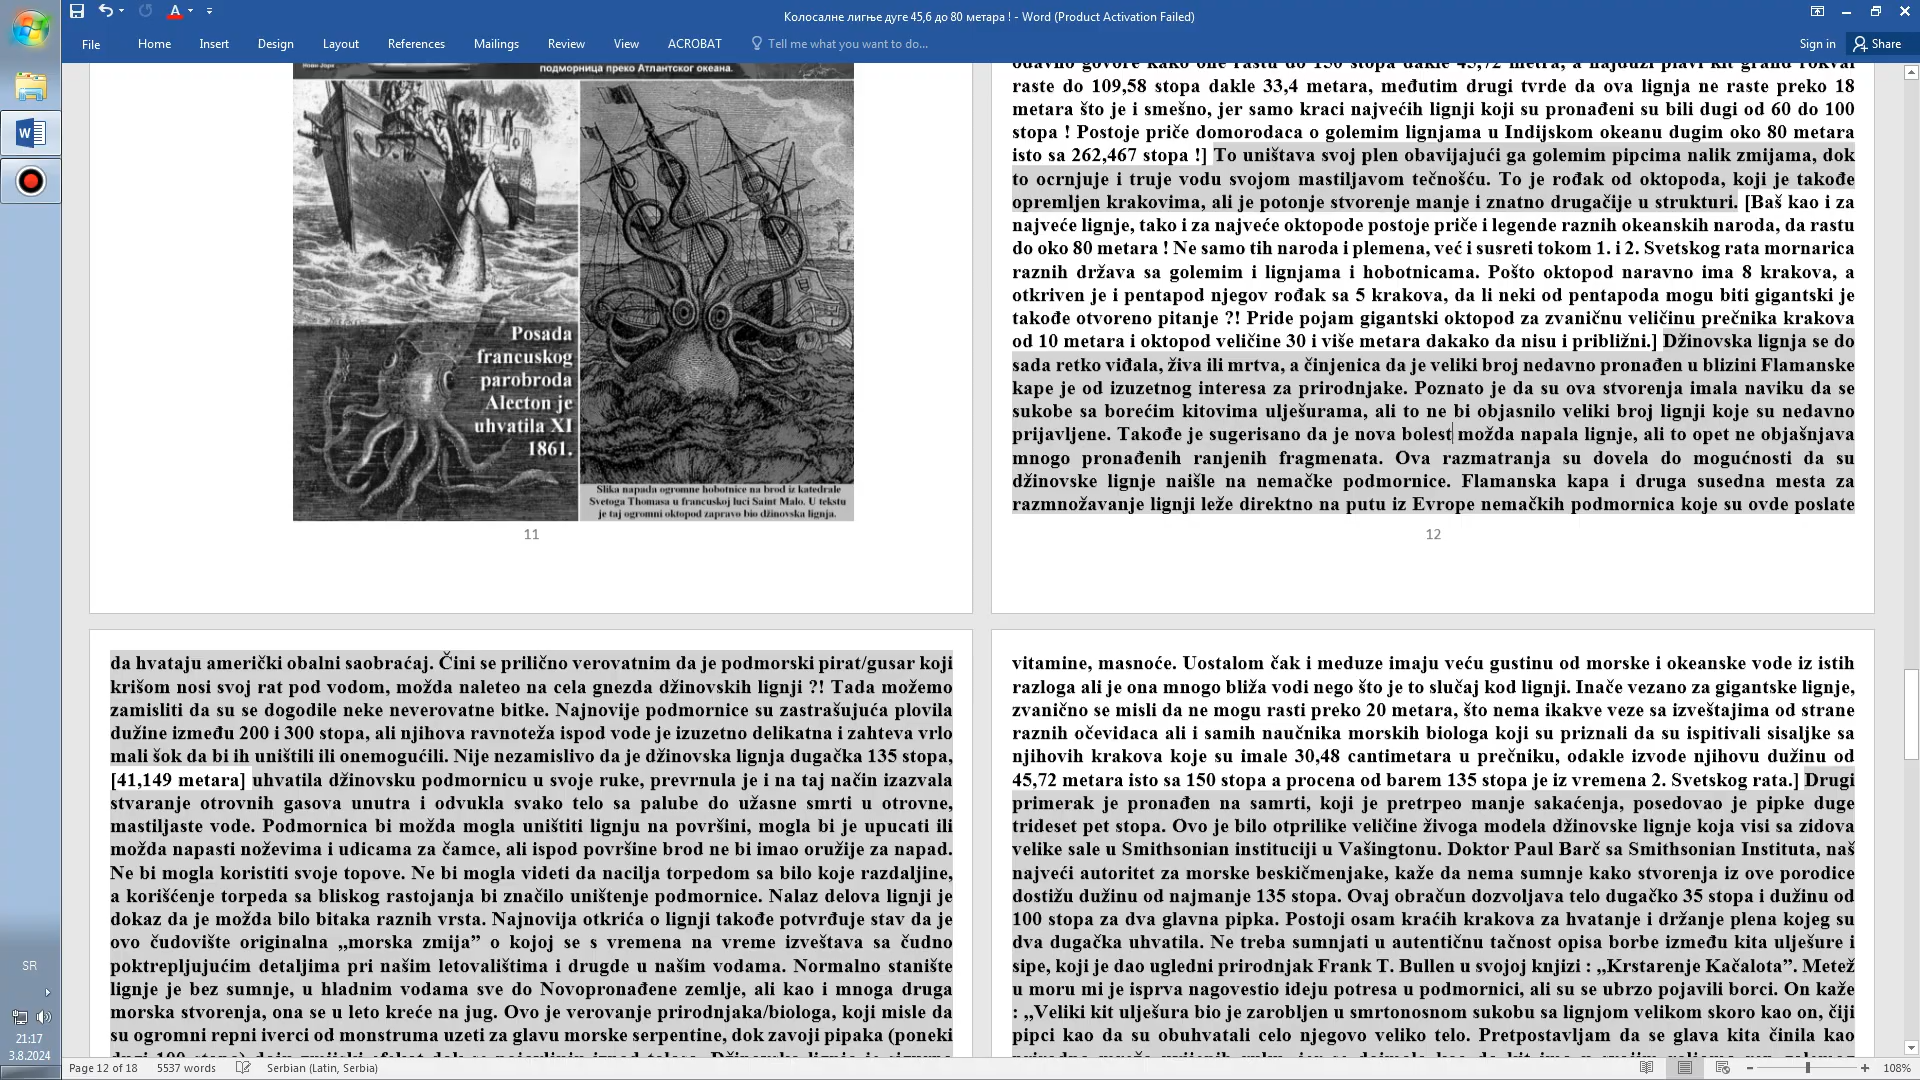 Колосалне лигње дуге 45,6 до 80 метара ! - Word (Product Activation Failed)
File Home Insert Design Layout References Mailings Review View ACROBAT Tell me what you want to do... Sign in Share
подморница преко Атлантског океана.
Posada
francuskog
parobroda
Alecton je
uhvatila XI
1861.
Slika napada ogromne hobotnice na brod iz katedrale
Svetoga Thomasa u francuskoj luci Saint Malo. U tekstu
je taj ogromni oktopod zapravo bio džinovska lignja.
11
odavno govore kako one rastu do 150 stopa dakle 45,72 metra, a najduži plavi kit grand rokval
raste do 109,58 stopa dakle 33,4 metara, međutim drugi tvrde da ova lignja ne raste preko 18
metara što je i smešno, jer samo kraci najvećih lignji koji su pronađeni su bili dugi od 60 do 100
stopa ! Postoje priče domorodaca o golemim lignjama u Indijskom okeanu dugim oko 80 metara
isto sa 262,467 stopa !] To uništava svoj plen obavijajući ga golemim pipcima nalik zmijama, dok
to ocrnjuje i truje vodu svojom mastiljavom tečnošću. To je rođak od oktopoda, koji je takođe
opremljen krakovima, ali je potonje stvorenje manje i znatno drugačije u strukturi. [Baš kao i za
najveće lignje, tako i za najveće oktopode postoje priče i legende raznih okeanskih naroda, da rastu
do oko 80 metara ! Ne samo tih naroda i plemena, već i susreti tokom 1. i 2. Svetskog rata mornarica
raznih država sa golemim i lignjama i hobotnicama. Pošto oktopod naravno ima 8 krakova, a
otkriven je i pentapod njegov rođak sa 5 krakova, da li neki od pentapoda mogu biti gigantski je
takođe otvoreno pitanje ?! Pride pojam gigantski oktopod za zvaničnu veličinu prečnika krakova
od 10 metara i oktopod veličine 30 i više metara dakako da nisu i približni.] Džinovska lignja se do
sada retko viđala, živa ili mrtva, a činjenica da je veliki broj nedavno pronađen u blizini Flamanske
kape je od izuzetnog interesa za prirodnjake. Poznato je da su ova stvorenja imala naviku da se
sukobe sa borećim kitovima ulješurama, ali to ne bi objasnilo veliki broj lignji koje su nedavno
prijavljene. Takođe je sugerisano da je nova bolest možda napala lignje, ali to opet ne objašnjava
mnogo pronađenih ranjenih fragmenata. Ova razmatranja su dovela do mogućnosti da su
džinovske lignje naišle na nemačke podmornice. Flamanska kapa i druga susedna mesta za
razmnožavanje lignji leže direktno na putu iz Evrope nemačkih podmornica koje su ovde poslate
12
da hvataju američki obalni saobraćaj. Čini se prilično verovatnim da je podmorski pirat/gusar koji
krišom nosi svoj rat pod vodom, možda naleteo na cela gnezda džinovskih lignji ?! Tada možemo
zamisliti da su se dogodile neke neverovatne bitke. Najnovije podmornice su zastrašujuća plovila
dužine između 200 i 300 stopa, ali njihova ravnoteža ispod vode je izuzetno delikatna i zahteva vrlo
mali šok da bi ih uništili ili onemogućili. Nije nezamislivo da je džinovska lignja dugačka 135 stopa,
[41,149 metara] uhvatila džinovsku podmornicu u svoje ruke, prevrnula je i na taj način izazvala
stvaranje otrovnih gasova unutra i odvukla svako telo sa palube do užasne smrti u otrovne,
mastiljaste vode. Podmornica bi možda mogla uništiti lignju na površini, mogla bi je upucati ili
možda napasti noževima i udicama za čamce, ali ispod površine brod ne bi imao oružije za napad.
Ne bi mogla koristiti svoje topove. Ne bi mogla videti da nacilja torpedom sa bilo koje razdaljine,
a korišćenje torpeda sa bliskog rastojanja bi značilo uništenje podmornice. Nalaz delova lignji je
dokaz da je možda bilo bitaka raznih vrsta. Najnovija otkrića o lignji takođe potvrđuje stav da je
ovo čudovište originalna „morska zmija” o kojoj se s vremena na vreme izveštava sa čudno
poktrepljujućim detaljima pri našim letovalištima i drugde u našim vodama. Normalno stanište
lignje je bez sumnje, u hladnim vodama sve do Novopronađene zemlje, ali kao i mnoga druga
morska stvorenja, ona se u leto kreće na jug. Ovo je verovanje prirodnjaka/biologa, koji misle da
su ogromni repni iverci od monstruma uzeti za glavu morske serpentine, dok zavoji pipaka (poneki
vitamine, masnoće. Uostalom čak i meduze imaju veću gustinu od morske i okeanske vode iz istih
razloga ali je ona mnogo bliža vodi nego što je to slučaj kod lignji. Inače vezano za gigantske lignje,
zvanično se misli da ne mogu rasti preko 20 metara, što nema ikakve veze sa izveštajima od strane
raznih očevidaca ali i samih naučnika morskih biologa koji su priznali da su ispitivali sisaljke sa
njihovih krakova koje su imale 30,48 cantimetara u prečniku, odakle izvode njihovu dužinu od
45,72 metara isto sa 150 stopa a procena od barem 135 stopa je iz vremena 2. Svetskog rata.] Drugi
primerak je pronađen na samrti, koji je pretrpeo manje sakaćenja, posedovao je pipke duge
trideset pet stopa. Ovo je bilo otprilike veličine živoga modela džinovske lignje koja visi sa zidova
velike sale u Smithsonian instituciji u Vašingtonu. Doktor Paul Barč sa Smithsonian Instituta, naš
najveći autoritet za morske beskičmenjake, kaže da nema sumnje kako stvorenja iz ove porodice
dostižu dužinu od najmanje 135 stopa. Ovaj obračun dozvoljava telo dugačko 35 stopa i dužinu od
100 stopa za dva glavna pipka. Postoji osam kraćih krakova za hvatanje i držanje plena kojeg su
dva dugačka uhvatila. Ne treba sumnjati u autentičnu tačnost opisa borbe između kita ulješure i
sipe, koji je dao ugledni prirodnjak Frank T. Bullen u svojoj knjizi : „Krstarenje Kačalota”. Metež
u moru mi je isprva nagovestio ideju potresa u podmornici, ali su se ubrzo pojavili borci. On kaže
: „Veliki kit ulješura bio je zarobljen u smrtonosnom sukobu sa lignjom velikom skoro kao on, čiji
pipci kao da su obuhvatali celo njegovo veliko telo. Pretpostavljam da se glava kita činila kao
SR
21:17
3.8.2024
Page 12 of 18 5537 words Serbian (Latin, Serbia) 108%